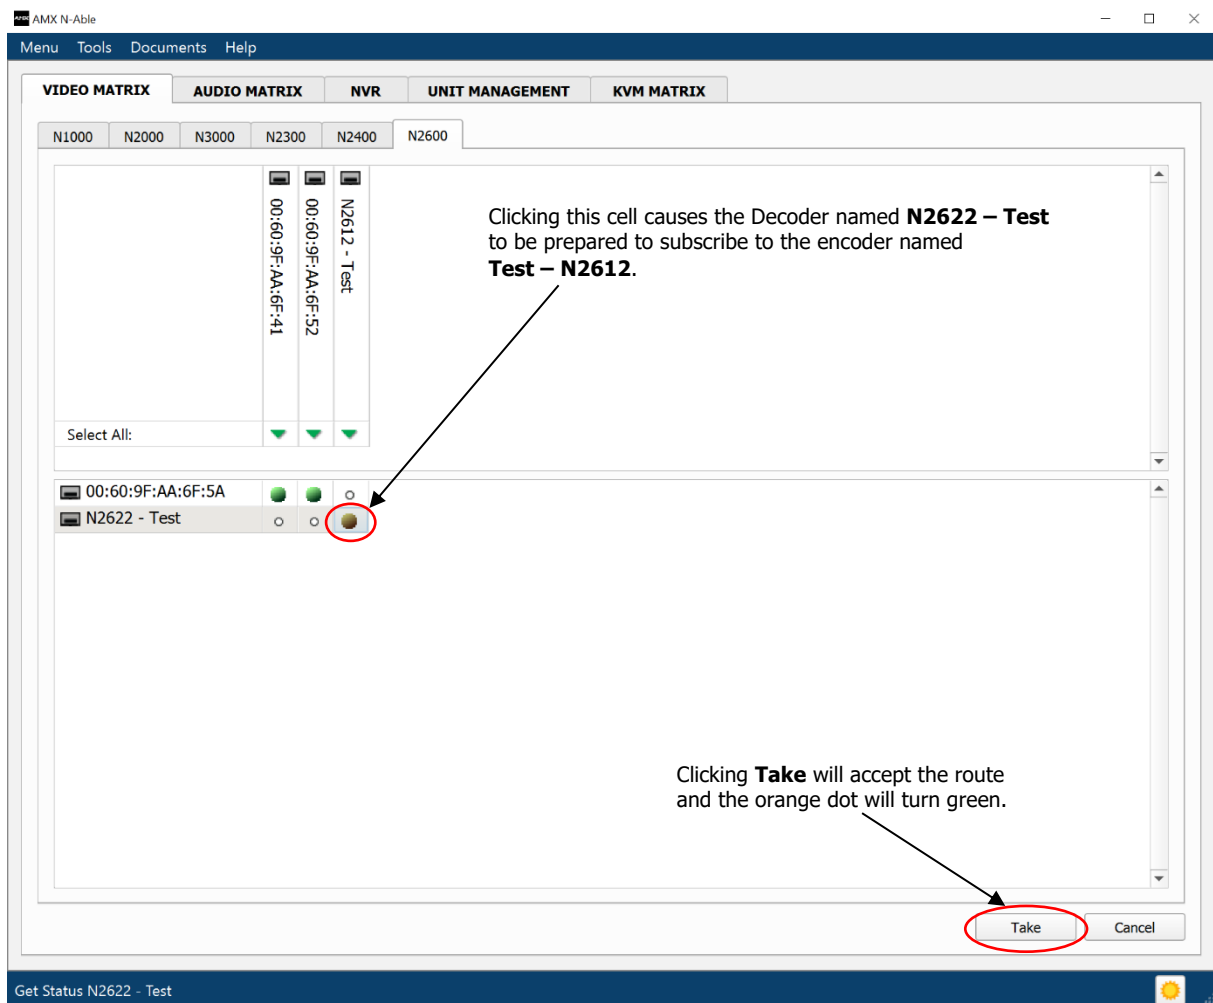 AMX AMX N-Able
Menu Tools Documents Help
VIDEO MATRIX AUDIO MATRIX NVR UNIT MANAGEMENT KVM MATRIX
N1000 N2000 N3000 N2300 N2400 N2600
00:60:9F:AA:6F:41
00:60:9F:AA:6F:52
N2612 - Test
Clicking this cell causes the Decoder named N2622 – Test
to be prepared to subscribe to the encoder named
Test – N2612.
Select All:
00:60:9F:AA:6F:5A
N2622 - Test
Clicking Take will accept the route
and the orange dot will turn green.
Take Cancel
Get Status N2622 - Test